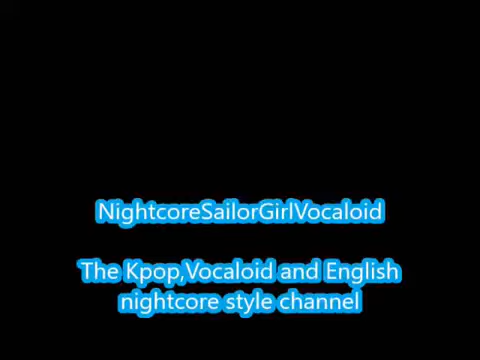 NightcoreSailorGirlVocaloid
The Kpop,Vocaloid and English
nightcore style channel